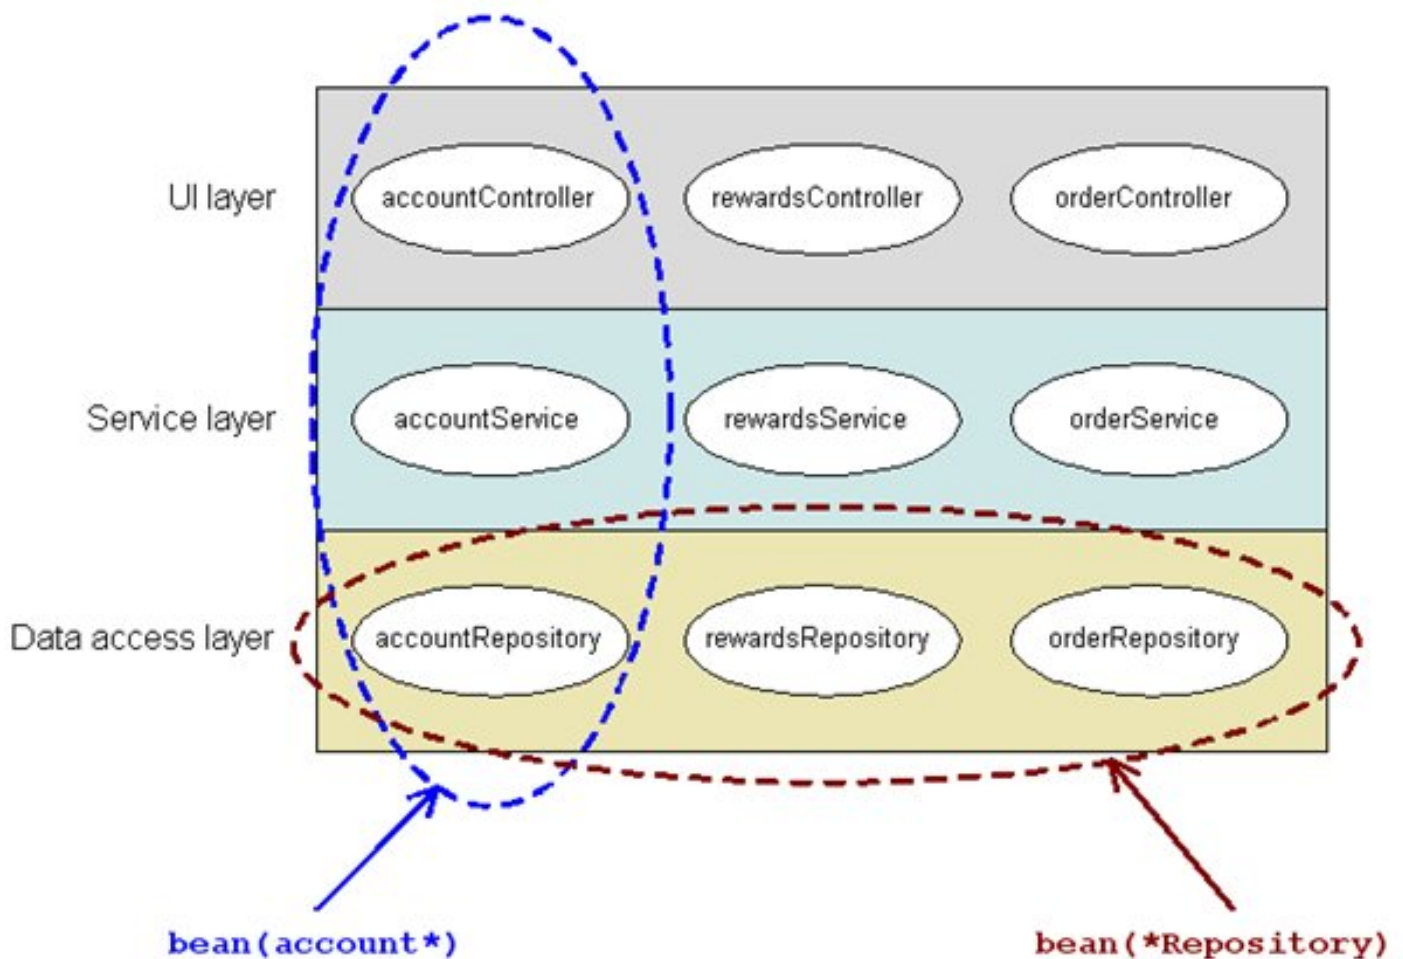 UI layer
accountController
rewardsController
orderController
Service layer
accountService
rewardsService
orderService
Data access layer
accountRepository
rewardsRepository
orderRepository
bean(account*)
bean(*Repository)